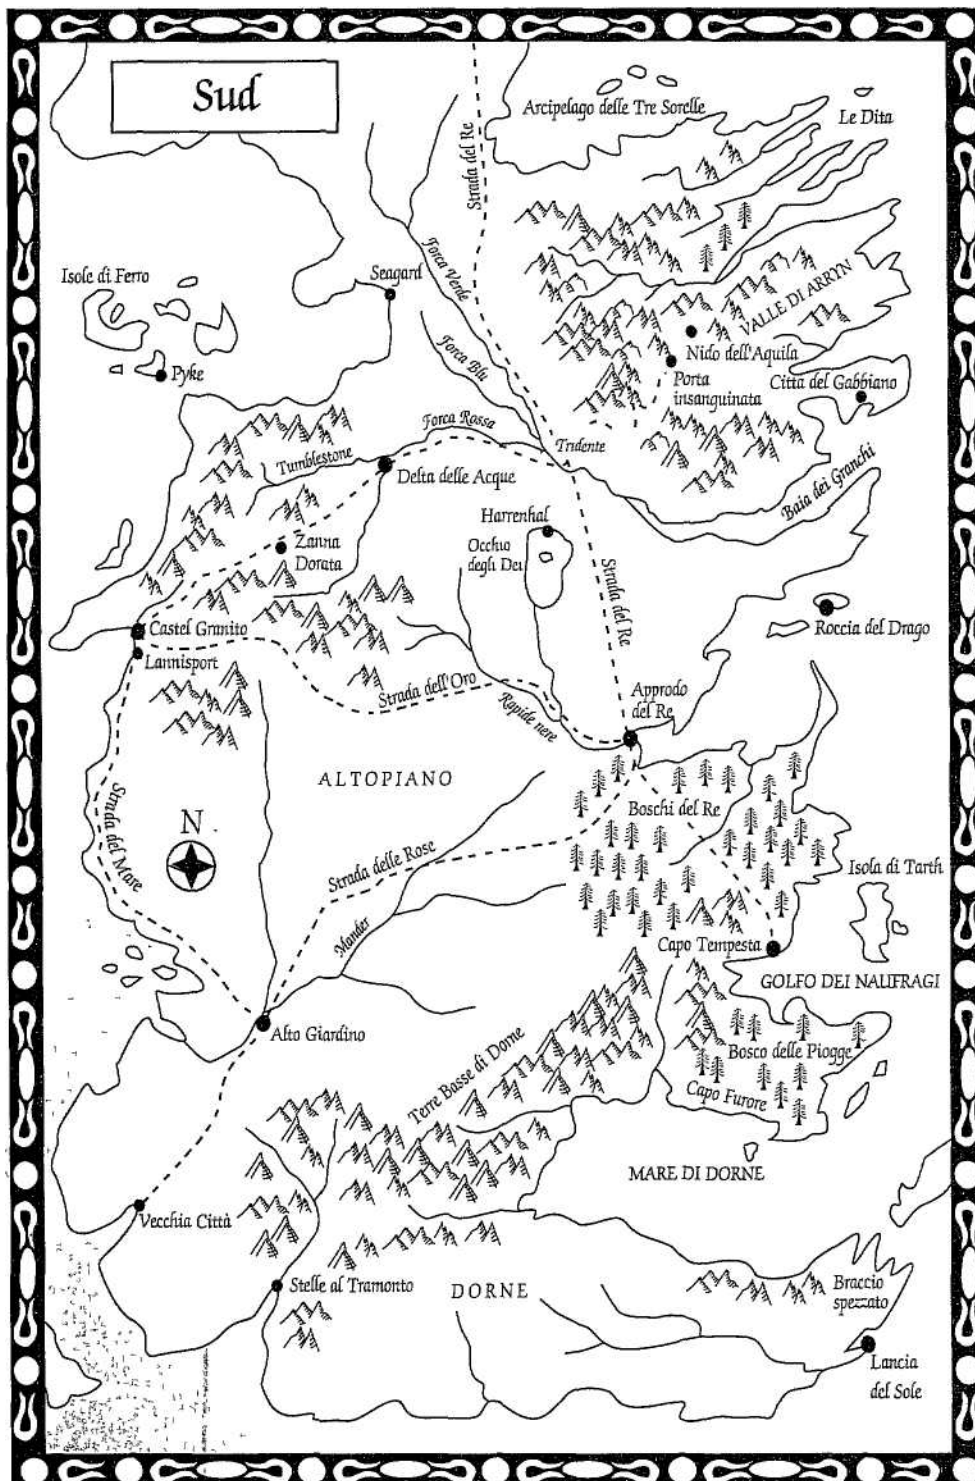 Sud
Arcipelago delle Tre Sorelle
Le Dita
Strada del Re
Isole di Ferro
Seagard
Forca Verde
VALLE DI ARRYN
Nido dell'Aquila
Forca Blu
Pyke
Porta
insanguinata
Citta del Gabbiano
Forca Rossa
Tridente
Tumblestone
Delta delle Acque
Baia dei Granchi
Harrenhal
Occhio
degli Dei
Zanna
Dorata
Strada del Re
Castel Granito
Roccia del Drago
Lannisport
Strada dell'Oro
Rapide nere
Approdo
del Re
ALTOPIANO
Boschi del Re
Strada del Mare
N
Strada delle Rose
Isola di Tarth
Mander
Capo Tempesta
GOLFO DEI NAUFRAGI
Alto Giardino
Bosco delle Piogge
Terre Basse di Dorne
Capo Furore
MARE DI DORNE
Vecchia Città
Stelle al Tramonto
DORNE
Braccio
spezzato
Lancia
del Sole